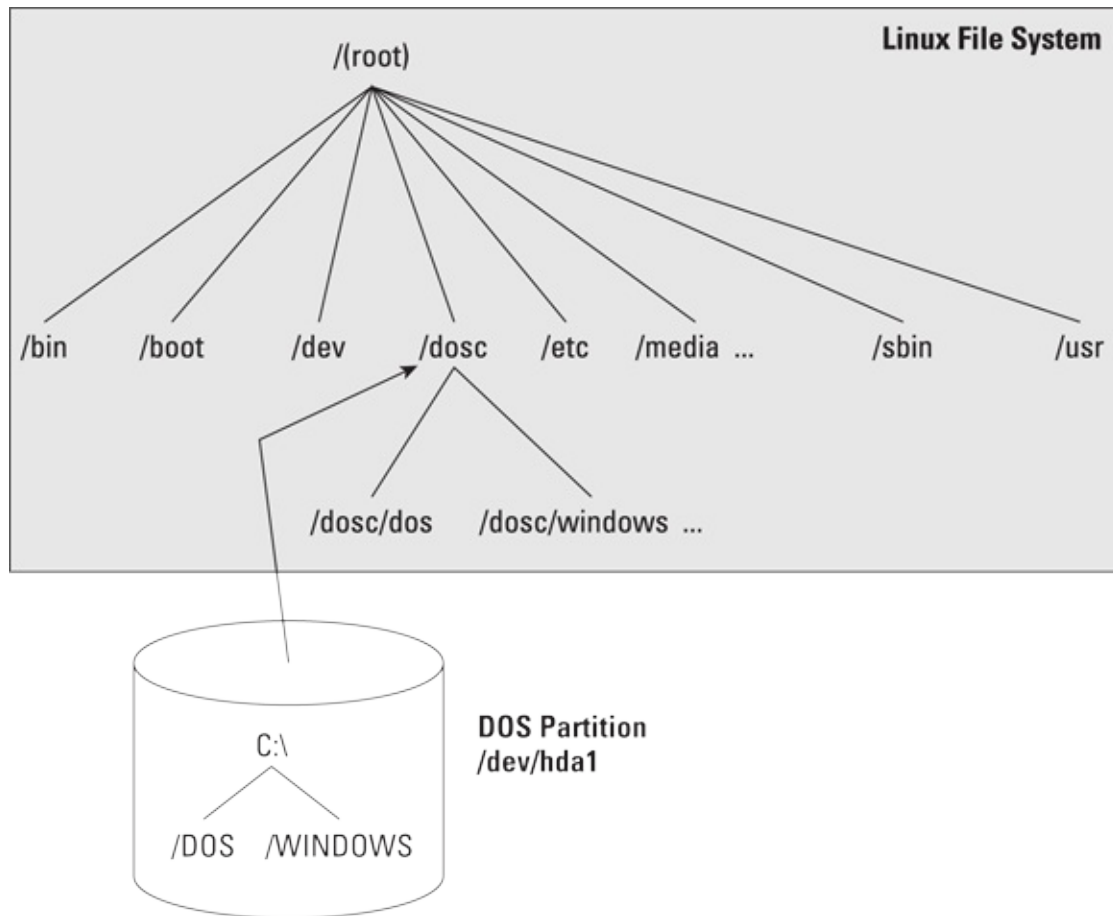 Linux File System
/(root)
/bin /boot /dev /dosc /etc /media ... /sbin /usr
/dosc/dos /dosc/windows ...
DOS Partition
/dev/hda1
C:\
/DOS /WINDOWS